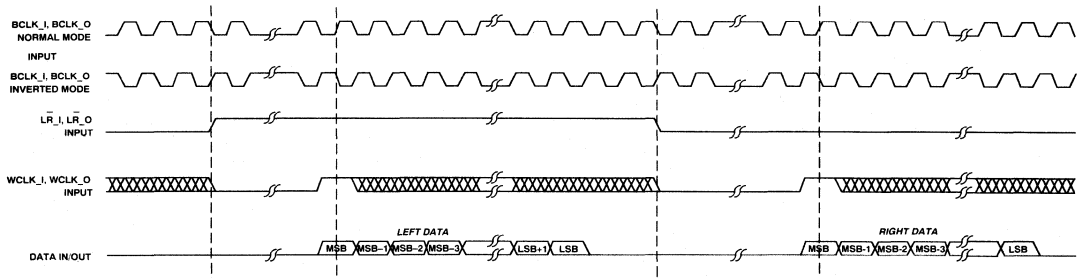 BCLK_I, BCLK_O
NORMAL MODE
INPUT
BCLK_I, BCLK_O
INVERTED MODE
LR_I, LR_O
INPUT
WCLK_I, WCLK_O
INPUT
LEFT DATA
RIGHT DATA
DATA IN/OUT
MSB MSB-1 MSB-2 MSB-3 LSB+1 LSB
MSB MSB-1 MSB-2 MSB-3 LSB